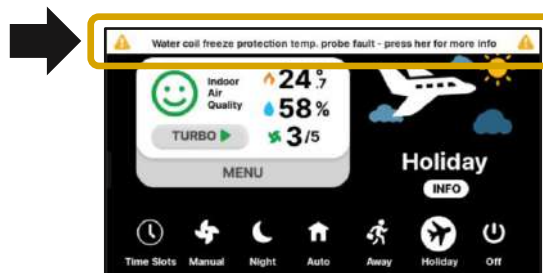 Water coil freeze protection temp. probe fault - press her for more info
Indoor
Air
Quality
24.7°
58%
3/5
TURBO
MENU
Holiday
INFO
Time Slots Manual Night Auto Away Holiday Off